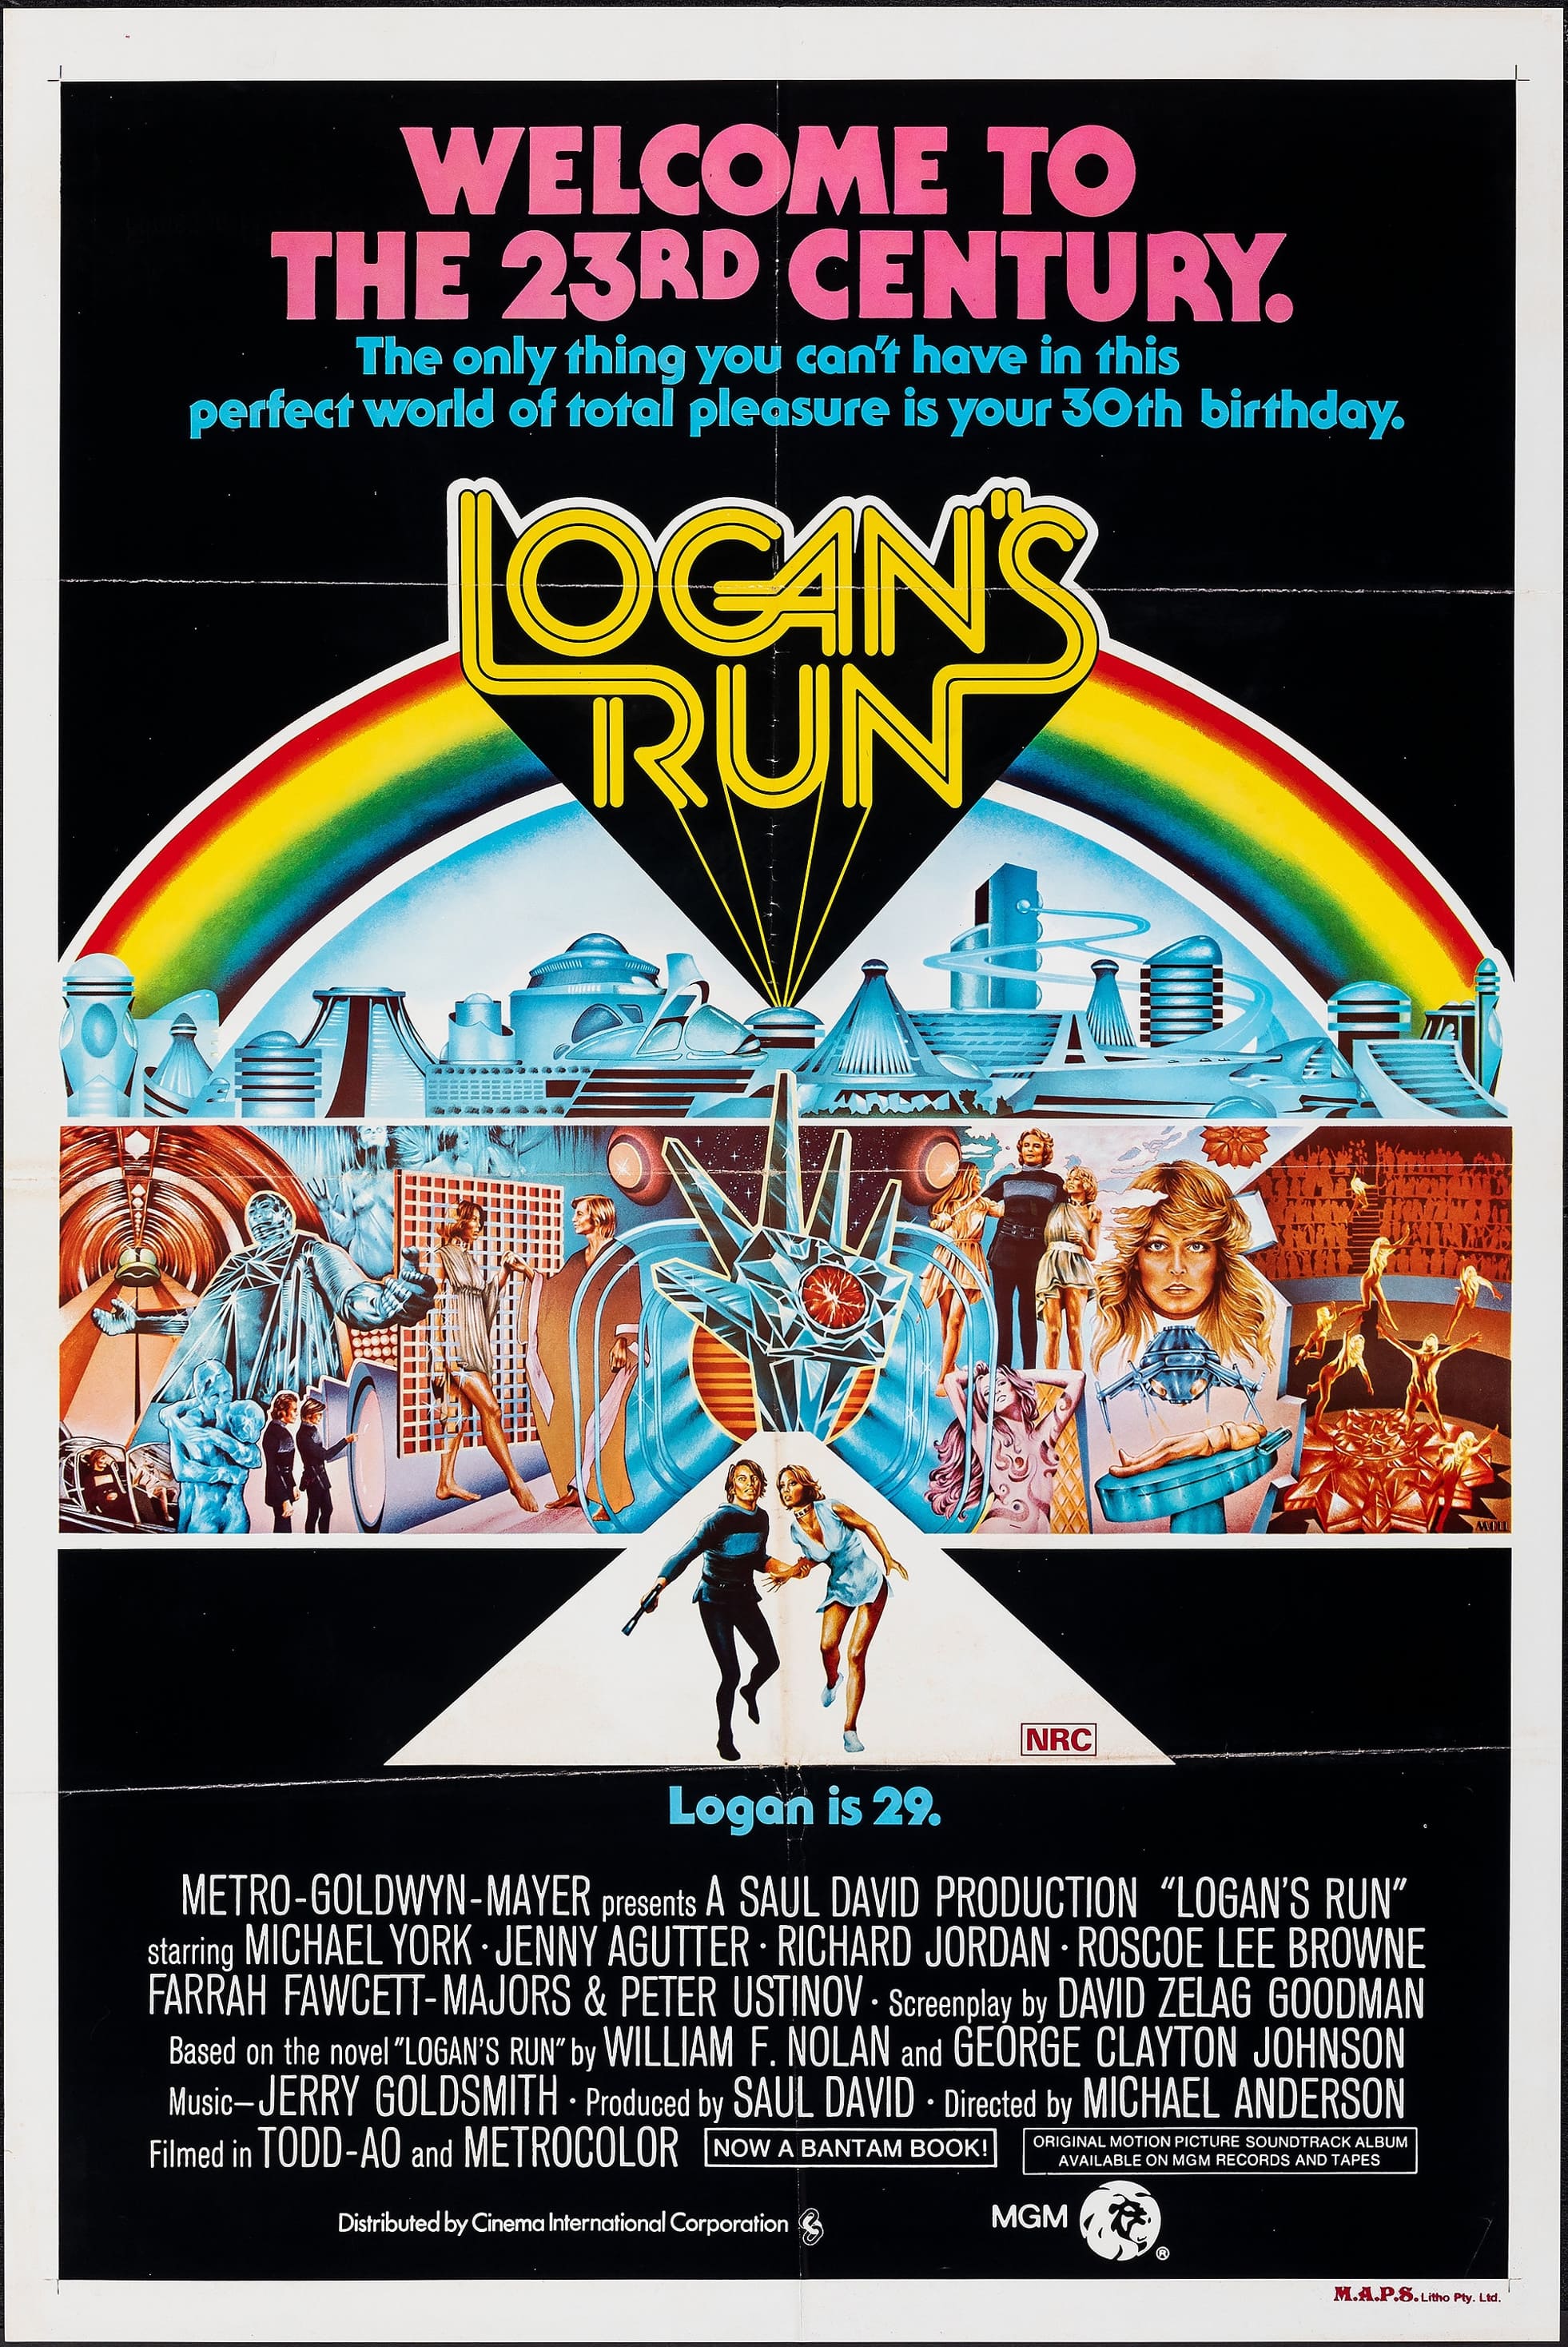 WELCOME TO
THE 23RD CENTURY.
The only thing you can't have in this
perfect world of total pleasure is your 30th birthday.
LOGAN'S
RUN
MOLL
NRC
Logan is 29.
METRO-GOLDWYN-MAYER presents A SAUL DAVID PRODUCTION “LOGAN'S RUN”
starring MICHAEL YORK · JENNY AGUTTER · RICHARD JORDAN · ROSCOE LEE BROWNE
FARRAH FAWCETT-MAJORS & PETER USTINOV · Screenplay by DAVID ZELAG GOODMAN
Based on the novel "LOGAN'S RUN" by WILLIAM F. NOLAN and GEORGE CLAYTON JOHNSON
Music—JERRY GOLDSMITH · Produced by SAUL DAVID · Directed by MICHAEL ANDERSON
Filmed in TODD-AO and METROCOLOR NOW A BANTAM BOOK! ORIGINAL MOTION PICTURE SOUNDTRACK ALBUM
AVAILABLE ON MGM RECORDS AND TAPES
Distributed by Cinema International Corporation MGM ®
M.A.P.S. Litho Pty. Ltd.